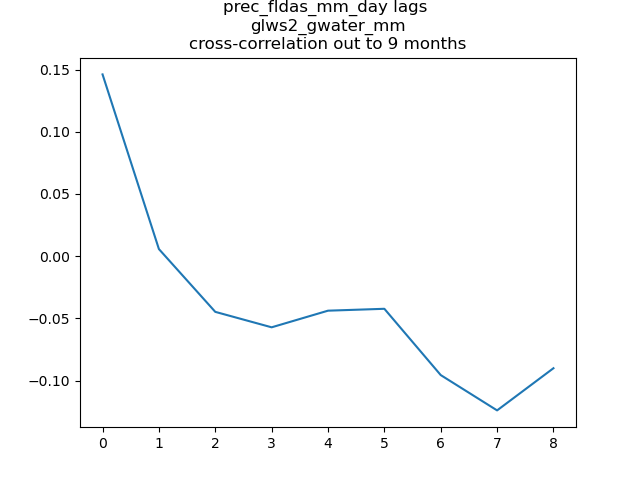 prec_fldas_mm_day lags
glws2_gwater_mm
cross-correlation out to 9 months
0.15
0.10
0.05
0.00
−0.05
−0.10
0 1 2 3 4 5 6 7 8